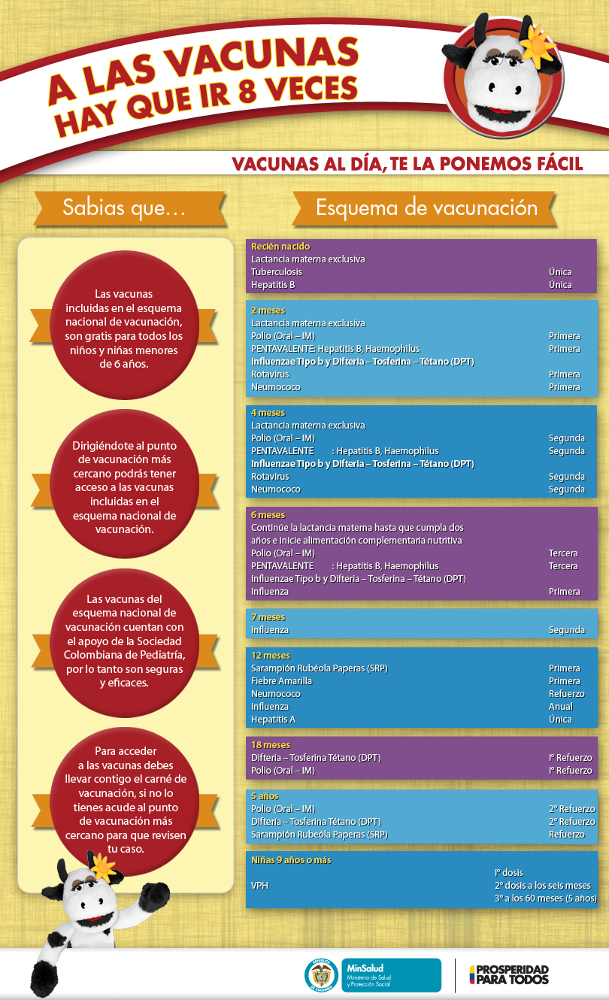 A LAS VACUNAS
HAY QUE IR 8 VECES
VACUNAS AL DÍA, TE LA PONEMOS FÁCIL
Sabias que...
Las vacunas
incluidas en el esquema
nacional de vacunación,
son gratis para todos los
niños y niñas menores
de 6 años.
Dirigiéndote al punto
de vacunación más
cercano podrás tener
acceso a las vacunas
incluidas en el
esquema nacional de
vacunación.
Las vacunas del
esquema nacional de
vacunación cuentan con
el apoyo de la Sociedad
Colombiana de Pediatría,
por lo tanto son seguras
y eficaces.
Para acceder
a las vacunas debes
llevar contigo el carné de
vacunación, si no lo
tienes acude al punto
de vacunación más
cercano para que revisen
tu caso.
Esquema de vacunación
Recién nacido
Lactancia materna exclusiva
Tuberculosis Única
Hepatitis B Única
2 meses
Lactancia materna exclusiva
Polio (Oral – IM) Primera
PENTAVALENTE: Hepatitis B, Haemophilus Primera
Influenzae Tipo b y Difteria – Tosferina – Tétano (DPT)
Rotavirus Primera
Neumococo Primera
4 meses
Lactancia materna exclusiva
Polio (Oral – IM) Segunda
PENTAVALENTE : Hepatitis B, Haemophilus Segunda
Influenzae Tipo b y Difteria – Tosferina – Tétano (DPT)
Rotavirus Segunda
Neumococo Segunda
6 meses
Continúe la lactancia materna hasta que cumpla dos
años e inicie alimentación complementaria nutritiva
Polio (Oral – IM) Tercera
PENTAVALENTE : Hepatitis B, Haemophilus Tercera
Influenzae Tipo b y Difteria – Tosferina – Tétano (DPT)
Influenza Primera
7 meses
Influenza Segunda
12 meses
Sarampión Rubéola Paperas (SRP) Primera
Fiebre Amarilla Primera
Neumococo Refuerzo
Influenza Anual
Hepatitis A Única
18 meses
Difteria – Tosferina Tétano (DPT) I° Refuerzo
Polio (Oral – IM) I° Refuerzo
5 años
Polio (Oral – IM) 2° Refuerzo
Difteria – Tosferina Tétano (DPT) 2° Refuerzo
Sarampión Rubeóla Paperas (SRP) Refuerzo
Niñas 9 años o más
I° dosis
VPH 2° dosis a los seis meses
3° a los 60 meses (5 años)
REPÚBLICA
DE COLOMBIA
MinSalud
Ministerio de Salud
y Protección Social
PROSPERIDAD
PARA TODOS